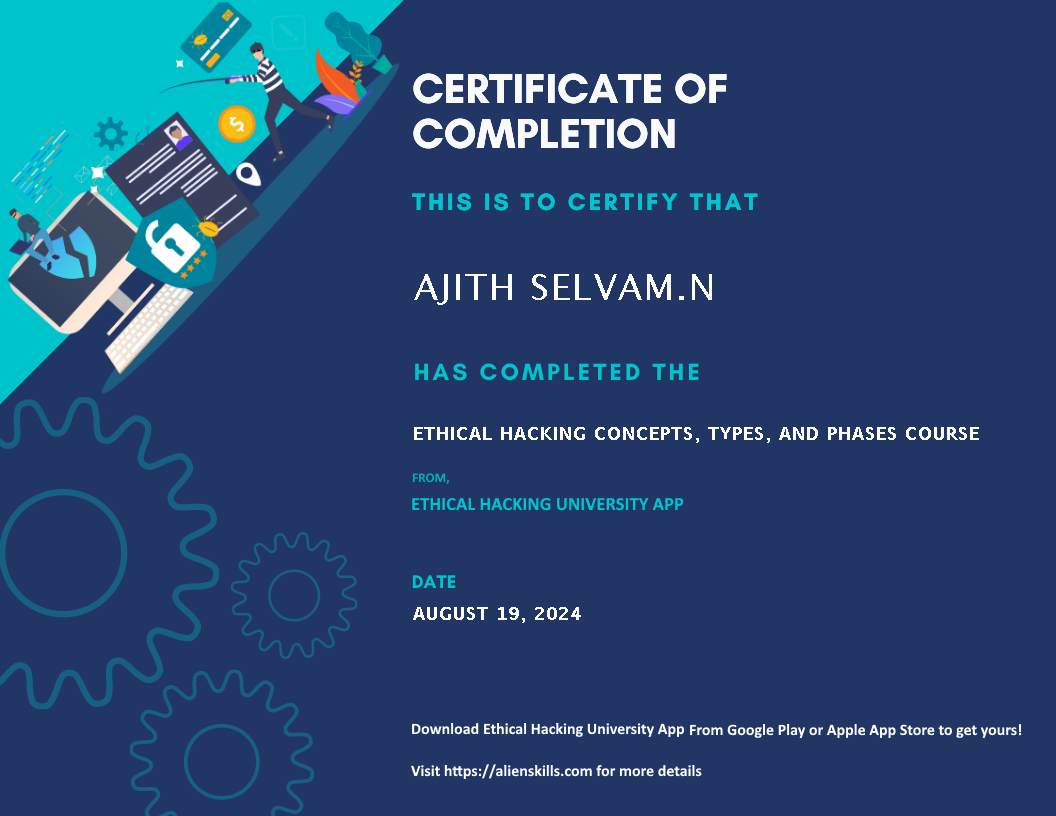 CERTIFICATE OF
COMPLETION
THIS IS TO CERTIFY THAT
AJITH SELVAM.N
HAS COMPLETED THE
ETHICAL HACKING CONCEPTS, TYPES, AND PHASES COURSE
FROM,
ETHICAL HACKING UNIVERSITY APP
DATE
AUGUST 19, 2024
Download Ethical Hacking University App From Google Play or Apple App Store to get yours!
Visit https://alienskills.com for more details